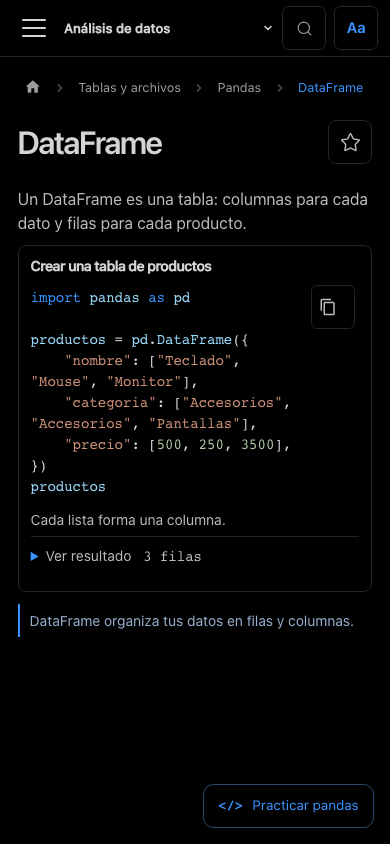 Análisis de datos
Aa
Tablas y archivos > Pandas > DataFrame
DataFrame
Un DataFrame es una tabla: columnas para cada
dato y filas para cada producto.
Crear una tabla de productos
import pandas as pd
productos = pd.DataFrame({
    "nombre": ["Teclado",
"Mouse", "Monitor"],
    "categoria": ["Accesorios",
"Accesorios", "Pantallas"],
    "precio": [500, 250, 3500],
})
productos
Cada lista forma una columna.
Ver resultado 3 filas
DataFrame organiza tus datos en filas y columnas.
</> Practicar pandas